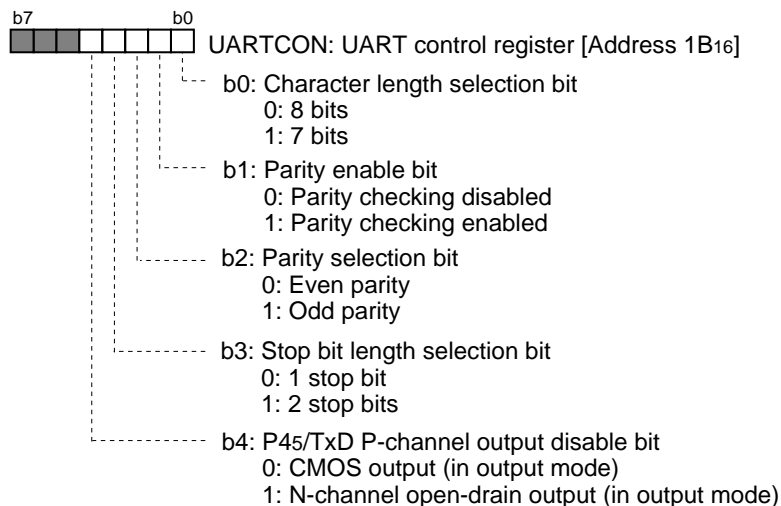 b7 b0
UARTCON: UART control register [Address 1B16]
b0: Character length selection bit
0: 8 bits
1: 7 bits
b1: Parity enable bit
0: Parity checking disabled
1: Parity checking enabled
b2: Parity selection bit
0: Even parity
1: Odd parity
b3: Stop bit length selection bit
0: 1 stop bit
1: 2 stop bits
b4: P45/TxD P-channel output disable bit
0: CMOS output (in output mode)
1: N-channel open-drain output (in output mode)